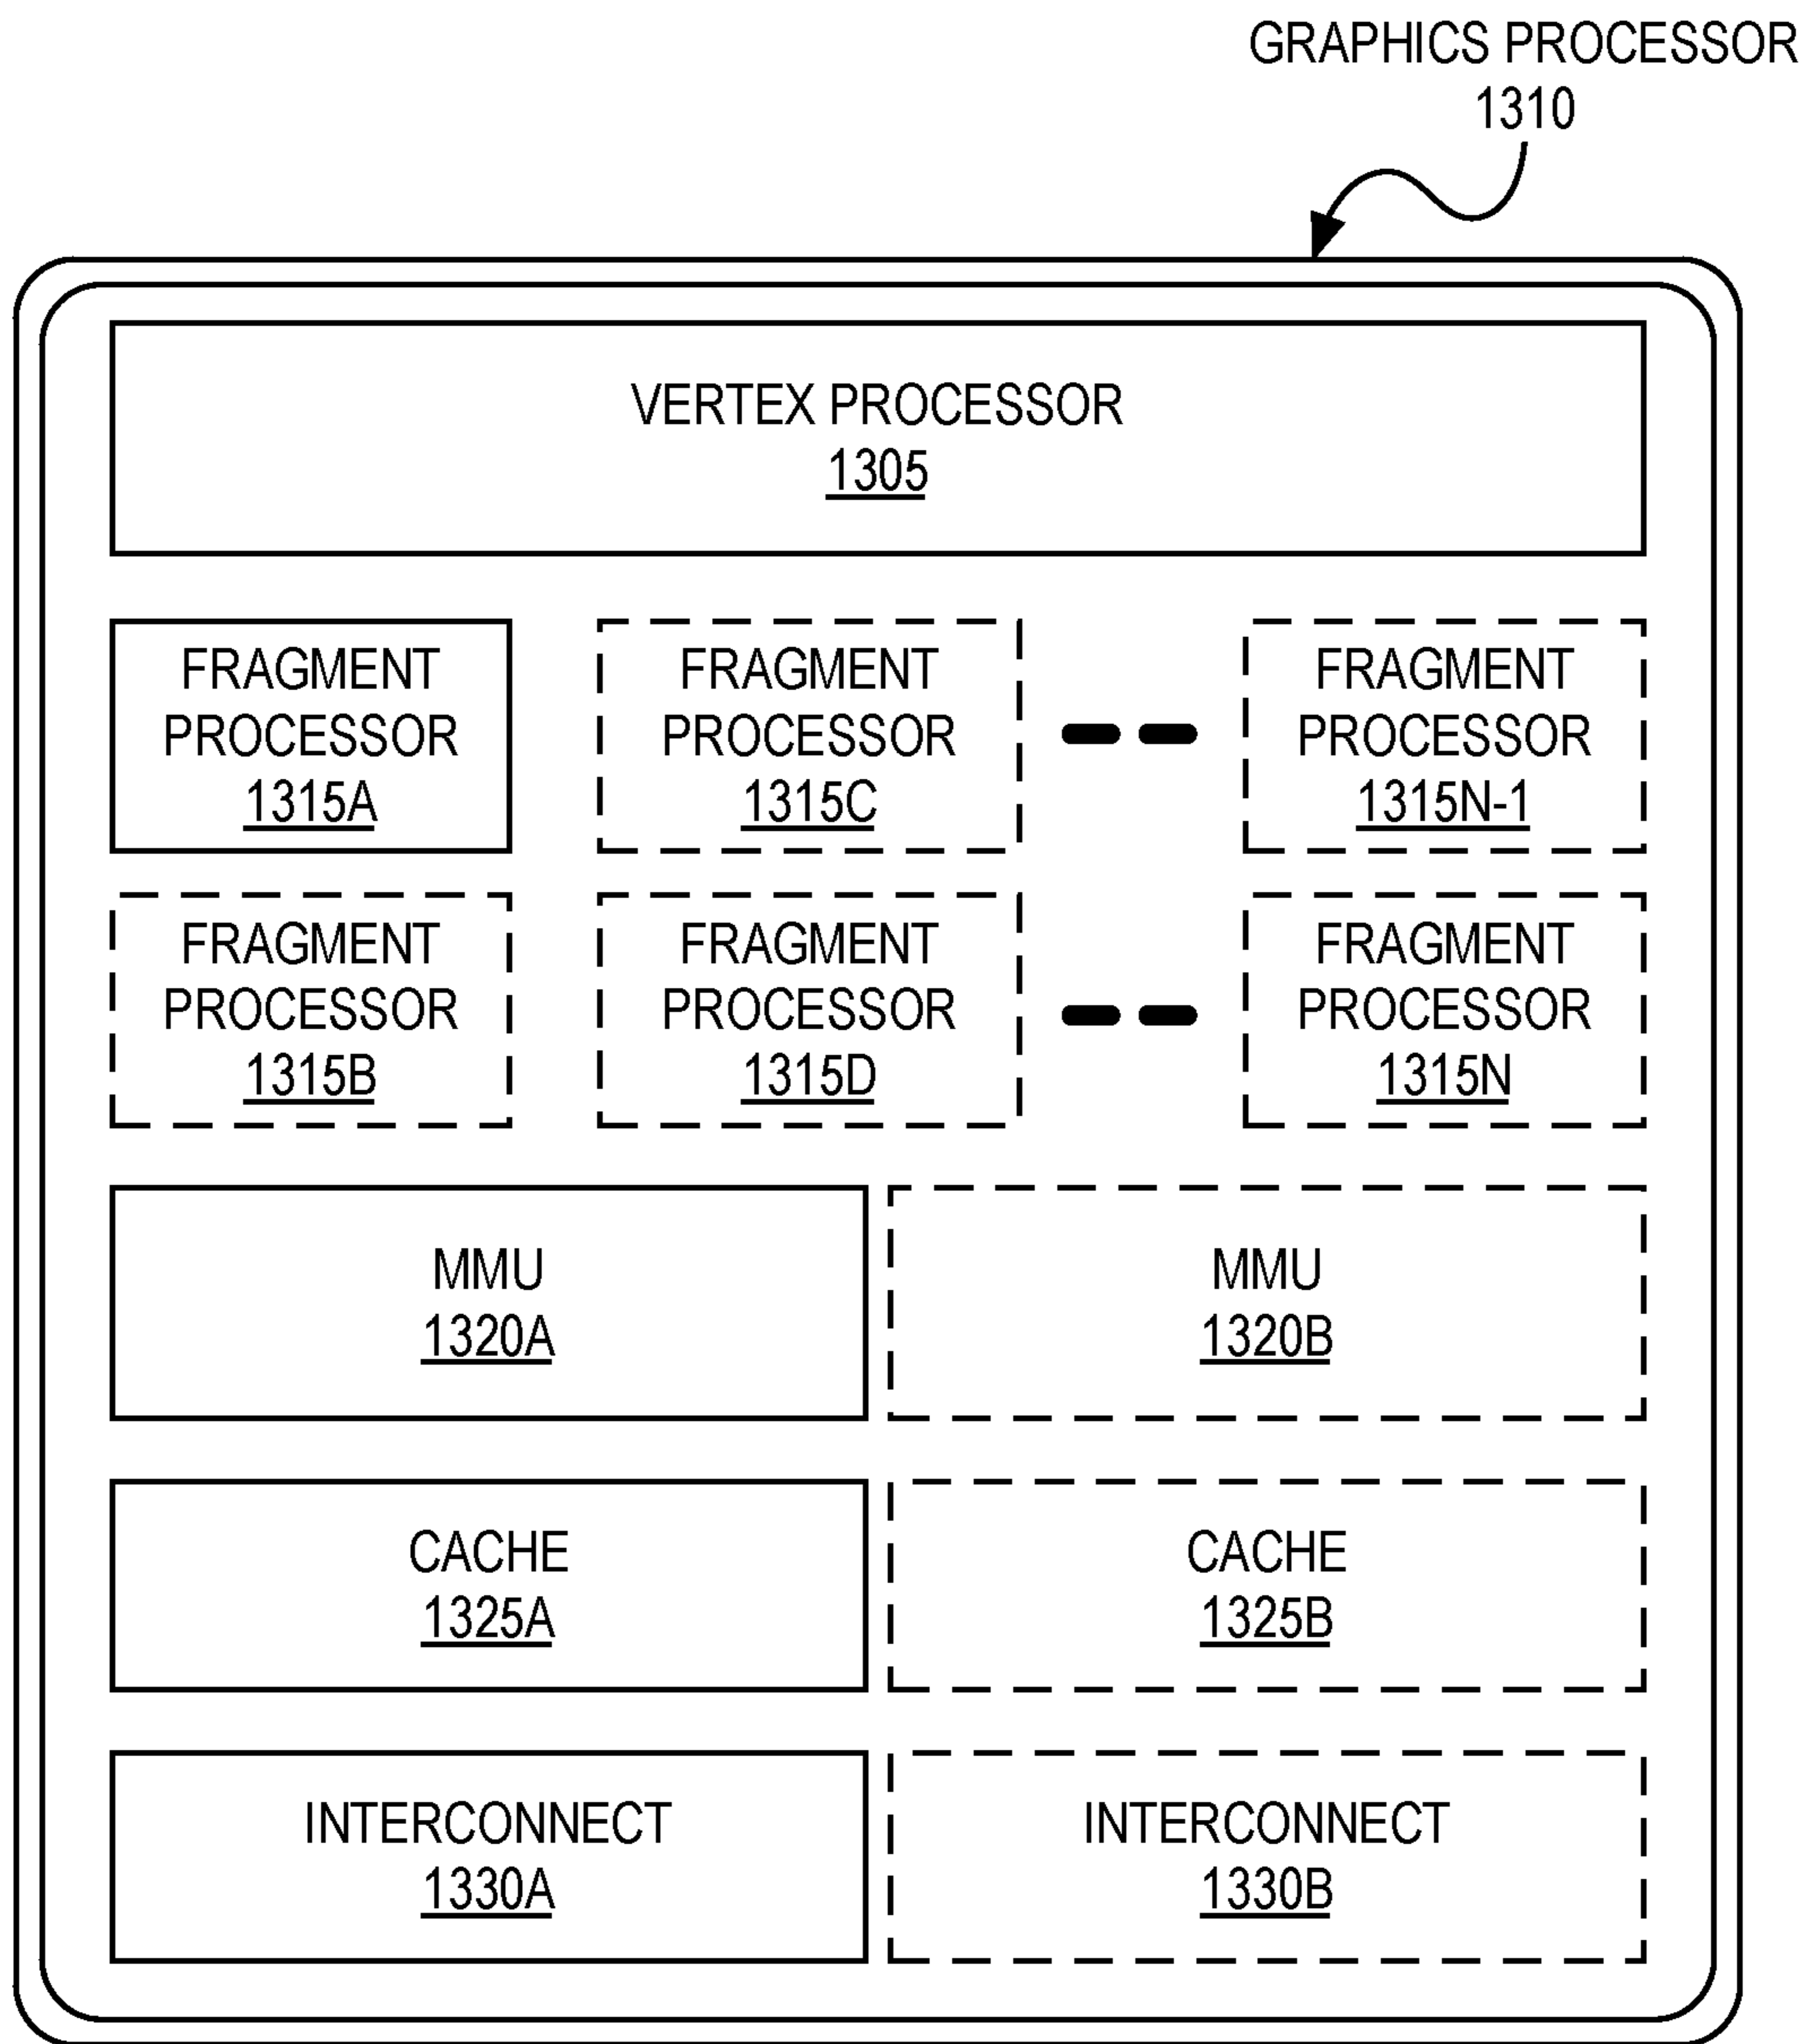 GRAPHICS PROCESSOR
1310
VERTEX PROCESSOR
1305
FRAGMENT
PROCESSOR
1315A
FRAGMENT
PROCESSOR
1315C
FRAGMENT
PROCESSOR
1315N-1
FRAGMENT
PROCESSOR
1315B
FRAGMENT
PROCESSOR
1315D
FRAGMENT
PROCESSOR
1315N
MMU
1320A
MMU
1320B
CACHE
1325A
CACHE
1325B
INTERCONNECT
1330A
INTERCONNECT
1330B